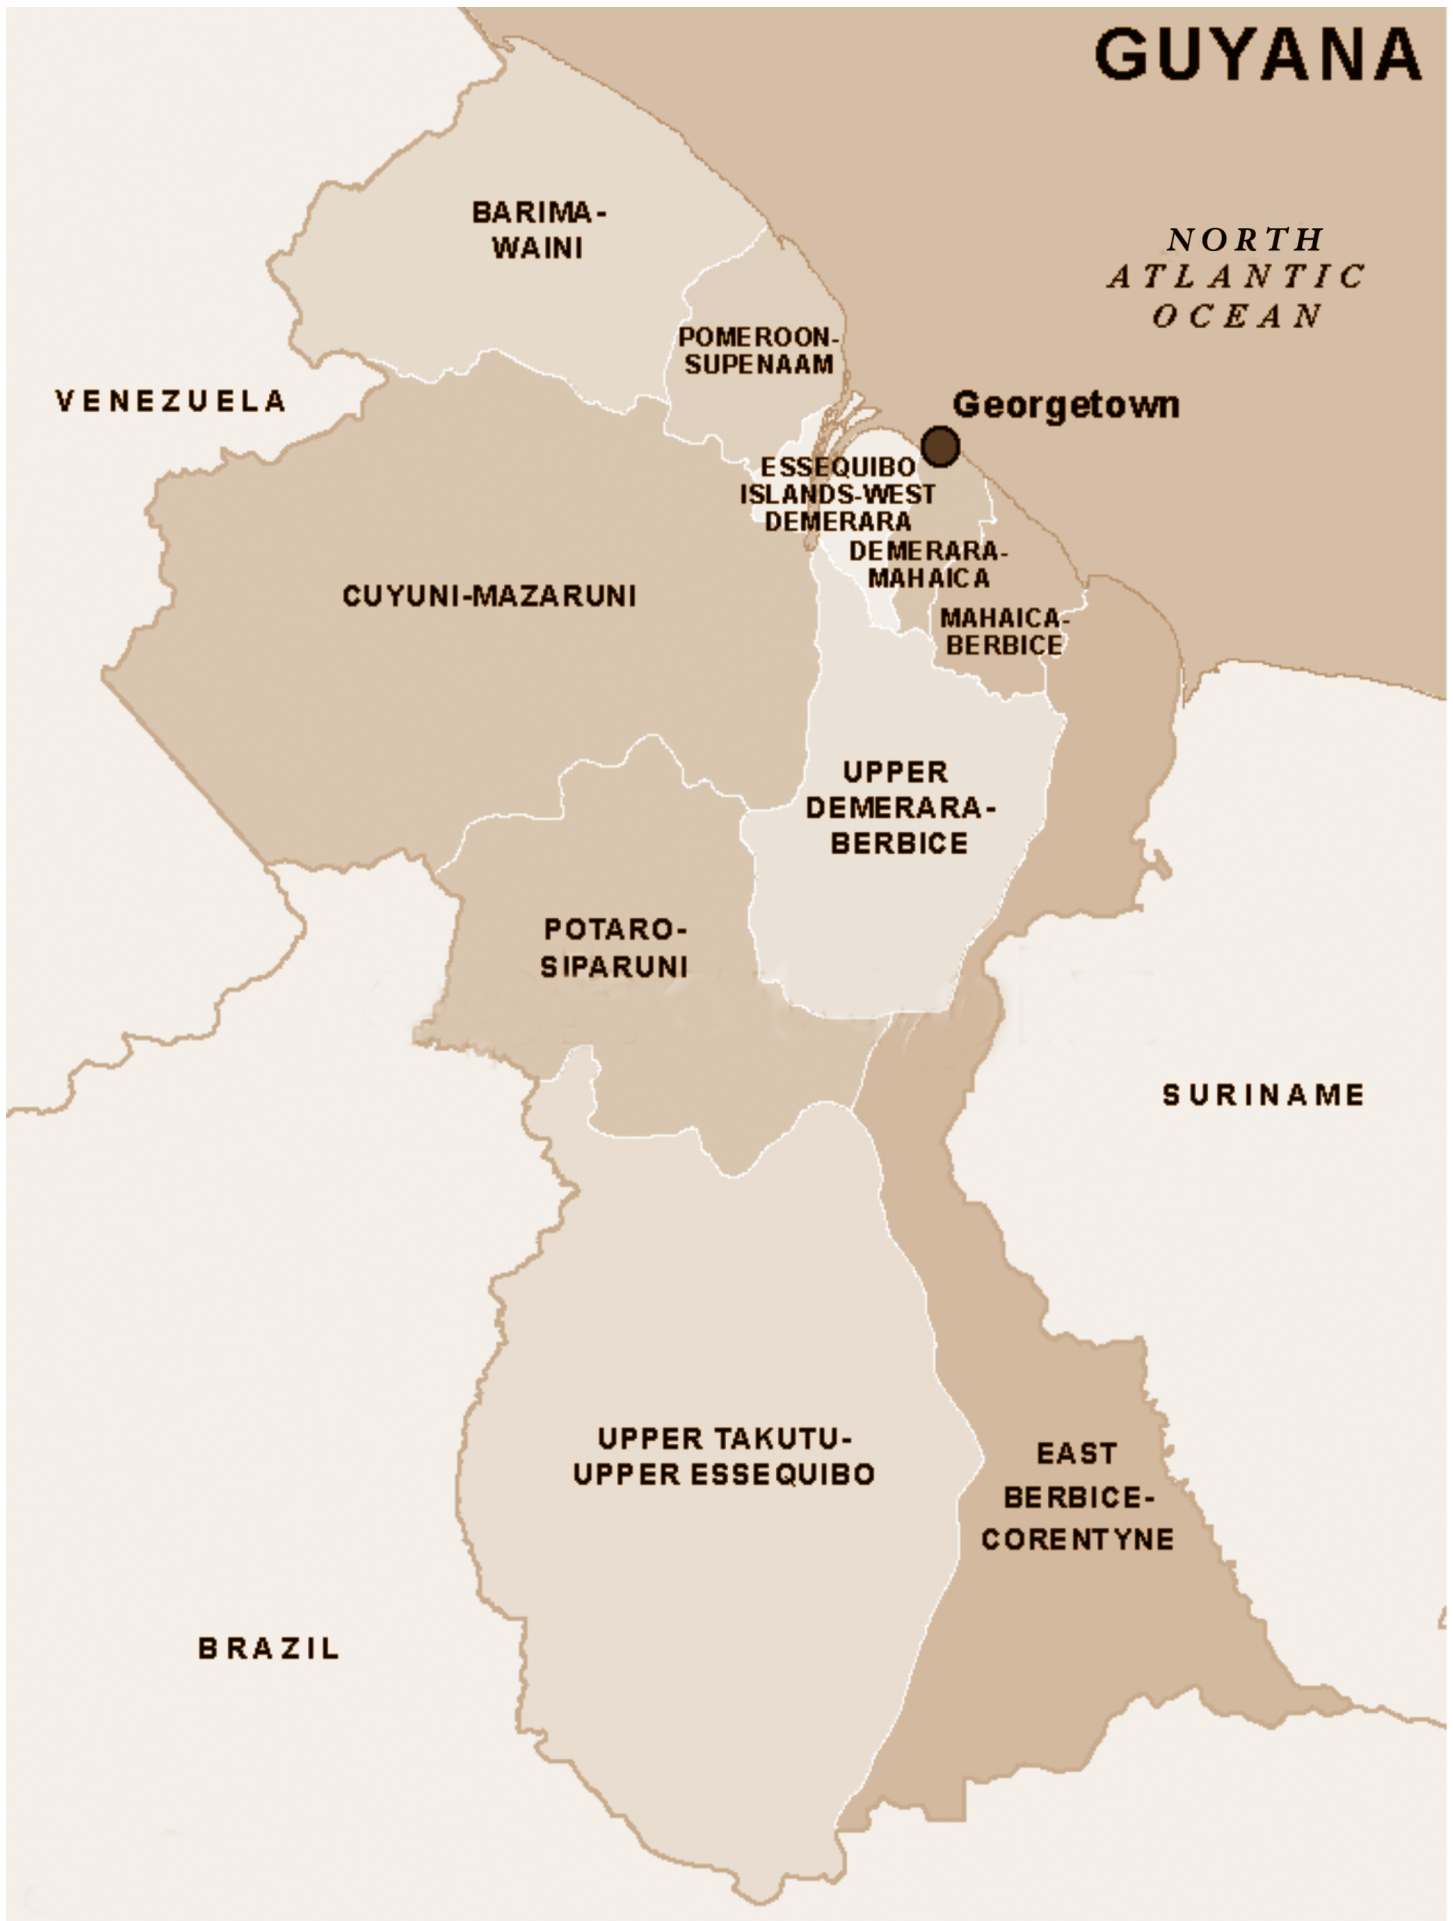 GUYANA
NORTH
ATLANTIC
OCEAN
BARIMA-
WAINI
POMEROON-
SUPENAAM
VENEZUELA
Georgetown
ESSEQUIBO
ISLANDS-WEST
DEMERARA
DEMERARA-
MAHAICA
CUYUNI-MAZARUNI
MAHAICA-
BERBICE
UPPER
DEMERARA-
BERBICE
POTARO-
SIPARUNI
SURINAME
UPPER TAKUTU-
UPPER ESSEQUIBO
EAST
BERBICE-
CORENTYNE
BRAZIL